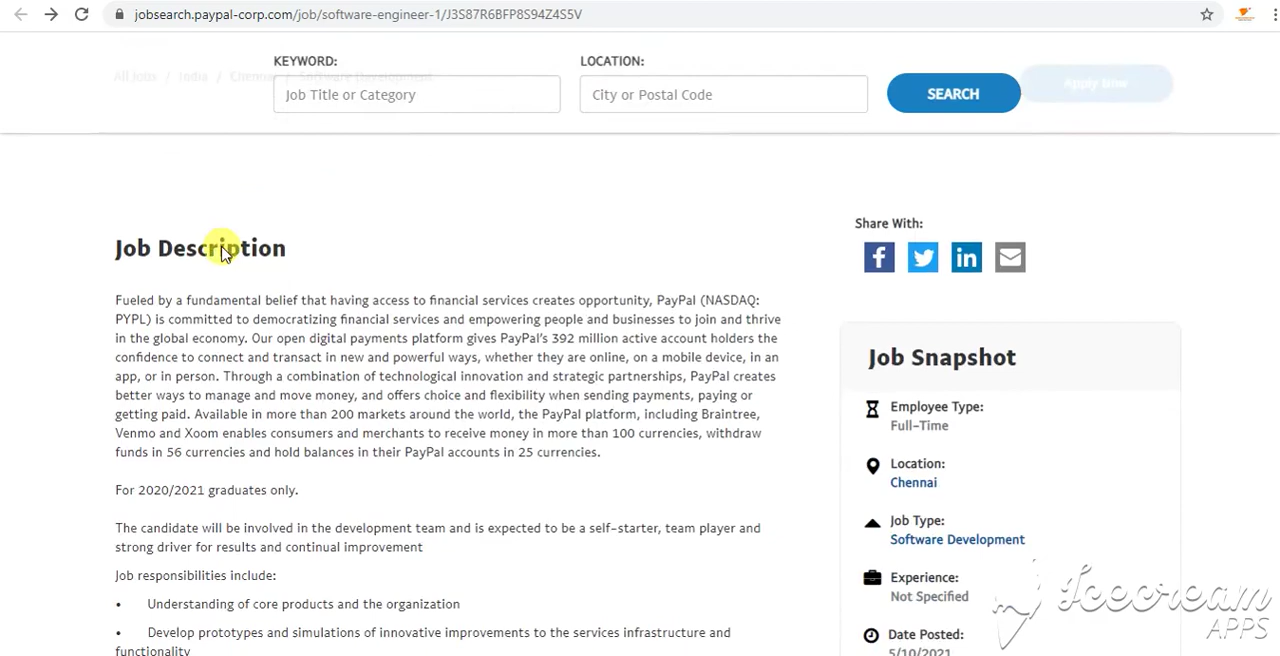 jobsearch.paypal-corp.com/job/software-engineer-1/J3S87R6BFP8S94Z4S5V
KEYWORD:
LOCATION:
All Jobs / India / Chennai / Software Development
Job Title or Category
City or Postal Code
SEARCH
Apply Now
Job Description
Share With:
Fueled by a fundamental belief that having access to financial services creates opportunity, PayPal (NASDAQ:
PYPL) is committed to democratizing financial services and empowering people and businesses to join and thrive
in the global economy. Our open digital payments platform gives PayPal's 392 million active account holders the
confidence to connect and transact in new and powerful ways, whether they are online, on a mobile device, in an
app, or in person. Through a combination of technological innovation and strategic partnerships, PayPal creates
better ways to manage and move money, and offers choice and flexibility when sending payments, paying or
getting paid. Available in more than 200 markets around the world, the PayPal platform, including Braintree,
Venmo and Xoom enables consumers and merchants to receive money in more than 100 currencies, withdraw
funds in 56 currencies and hold balances in their PayPal accounts in 25 currencies.
For 2020/2021 graduates only.
The candidate will be involved in the development team and is expected to be a self-starter, team player and
strong driver for results and continual improvement
Job responsibilities include:
• Understanding of core products and the organization
• Develop prototypes and simulations of innovative improvements to the services infrastructure and
functionality
Job Snapshot
Employee Type:
Full-Time
Location:
Chennai
Job Type:
Software Development
Experience:
Not Specified
Date Posted:
5/10/2021
Icecream
APPS